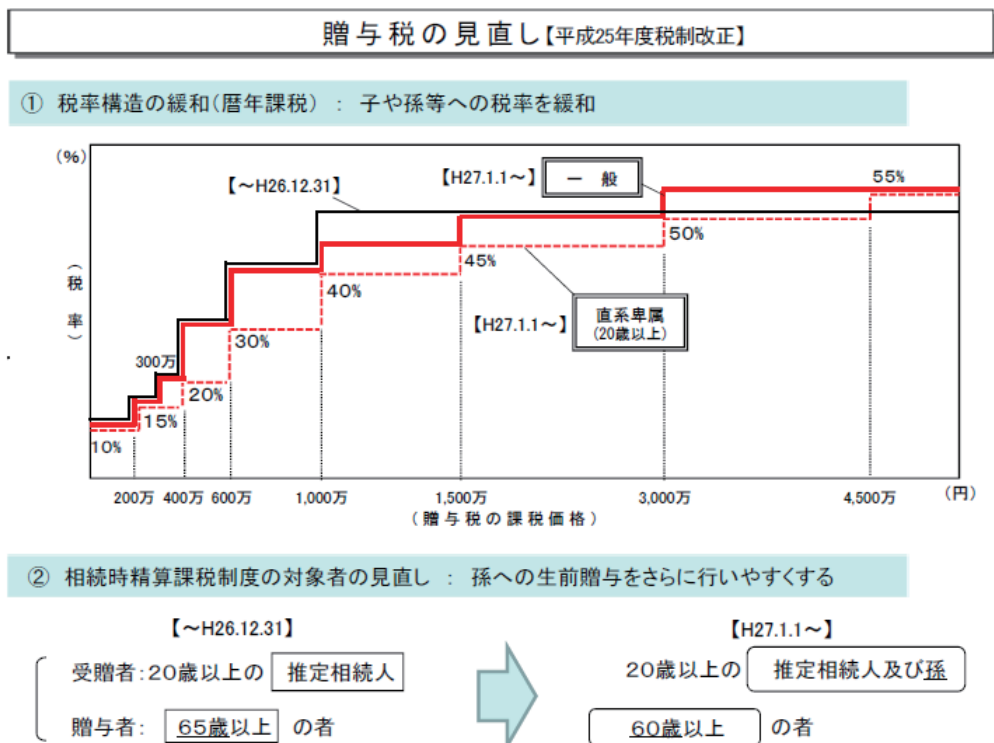 贈与税の見直し【平成25年度税制改正】
① 税率構造の緩和(暦年課税) : 子や孫等への税率を緩和
(%)
【～H26.12.31】
【H27.1.1～】
一 般
55%
50%
45%
40%
(税 率)
【H27.1.1～】
直系卑属
(20歳以上)
30%
300万
20%
15%
10%
200万 400万 600万 1,000万 1,500万 3,000万 4,500万 (円)
(贈与税の課税価格)
② 相続時精算課税制度の対象者の見直し : 孫への生前贈与をさらに行いやすくする
【～H26.12.31】
【H27.1.1～】
受贈者:20歳以上の 推定相続人
20歳以上の 推定相続人及び孫
贈与者: 65歳以上 の者
60歳以上 の者